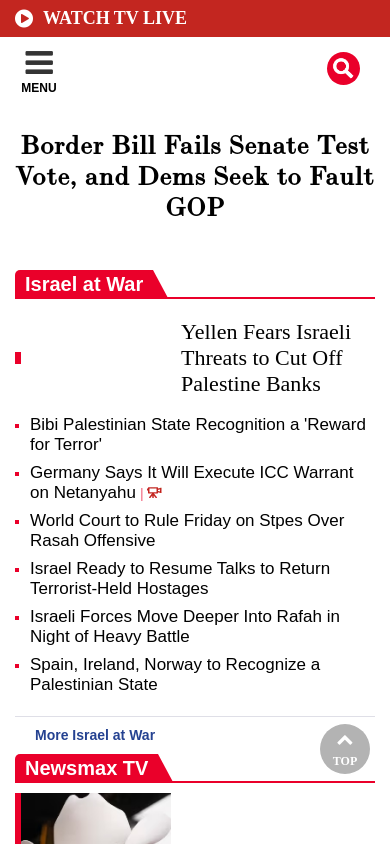 WATCH TV LIVE
MENU
Border Bill Fails Senate Test
Vote, and Dems Seek to Fault
GOP
Israel at War
Yellen Fears Israeli
Threats to Cut Off
Palestine Banks
Bibi Palestinian State Recognition a 'Reward
for Terror'
Germany Says It Will Execute ICC Warrant
on Netanyahu |
World Court to Rule Friday on Stpes Over
Rasah Offensive
Israel Ready to Resume Talks to Return
Terrorist-Held Hostages
Israeli Forces Move Deeper Into Rafah in
Night of Heavy Battle
Spain, Ireland, Norway to Recognize a
Palestinian State
More Israel at War
TOP
Newsmax TV